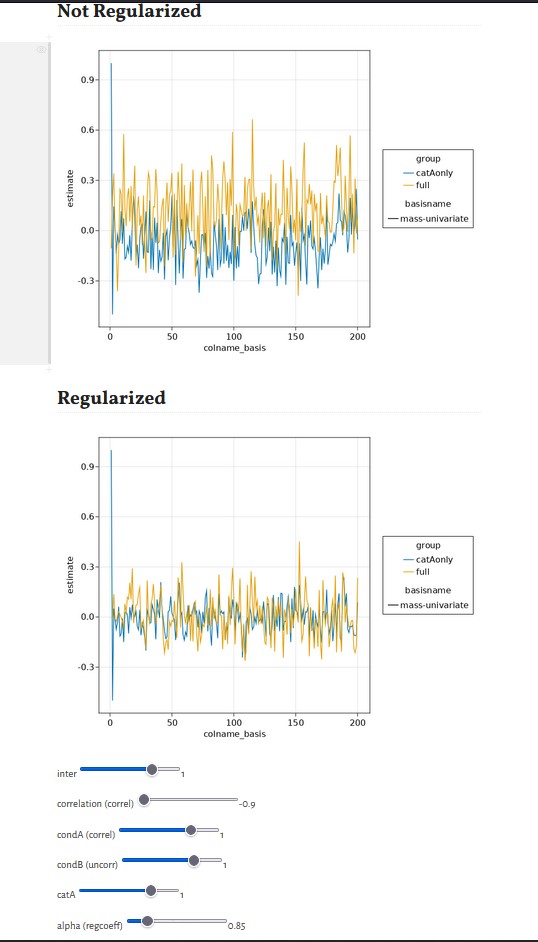 Not Regularized
0.9
0.6
0.3
0.0
-0.3
estimate
0
50
100
150
200
colname_basis
group
catAonly
full
basisname
mass-univariate
Regularized
0.9
0.6
0.3
0.0
-0.3
estimate
0
50
100
150
200
colname_basis
group
catAonly
full
basisname
mass-univariate
inter 1
correlation (correl) -0.9
condA (correl) 1
condB (uncorr) 1
catA 1
alpha (regcoeff) 0.85